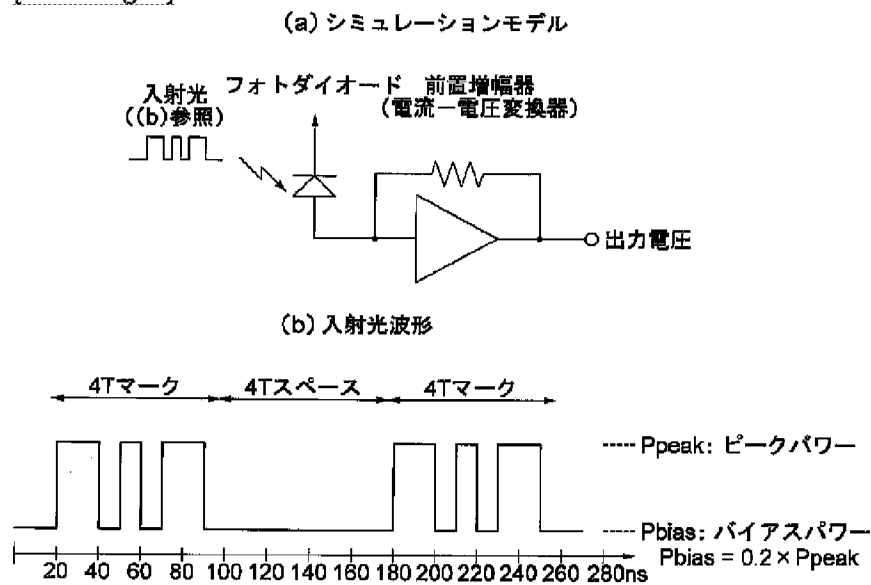 (a) シミュレーションモデル
フォトダイオード 前置増幅器
入射光
(電流－電圧変換器)
((b)参照)
出力電圧
(b) 入射光波形
4Tマーク 4Tスペース 4Tマーク
Ppeak: ピークパワー
Pbias: バイアスパワー
Pbias = 0.2 × Ppeak
20 40 60 80 100 120 140 160 180 200 220 240 260 280ns